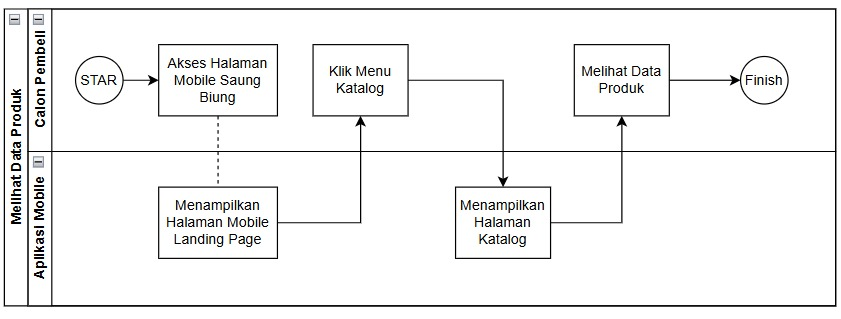 Melihat Data Produk
Calon Pembeli
STAR
Akses Halaman
Mobile Saung
Biung
Klik Menu
Katalog
Melihat Data
Produk
Finish
Aplikasi Mobile
Menampilkan
Halaman Mobile
Landing Page
Menampilkan
Halaman
Katalog